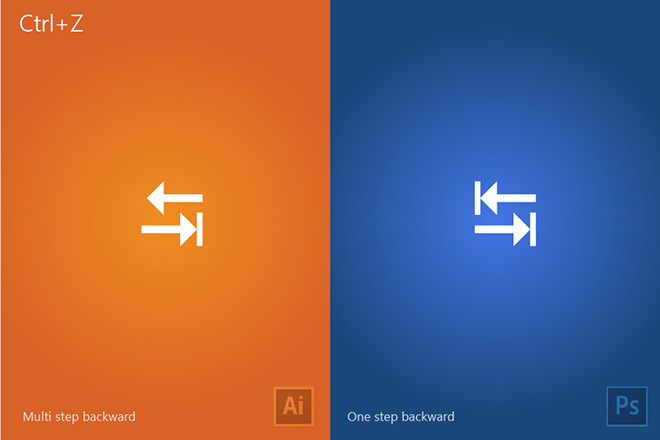 Ctrl+Z
Multi step backward
Ai
One step backward
Ps